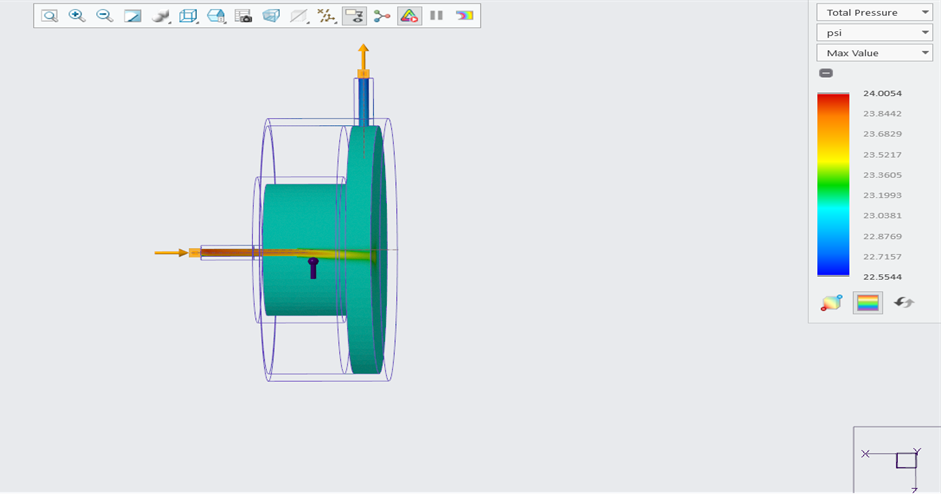 Total Pressure
psi
Max Value
24.0054
23.8442
23.6829
23.5217
23.3605
23.1993
23.0381
22.8769
22.7157
22.5544
X
Y
Z